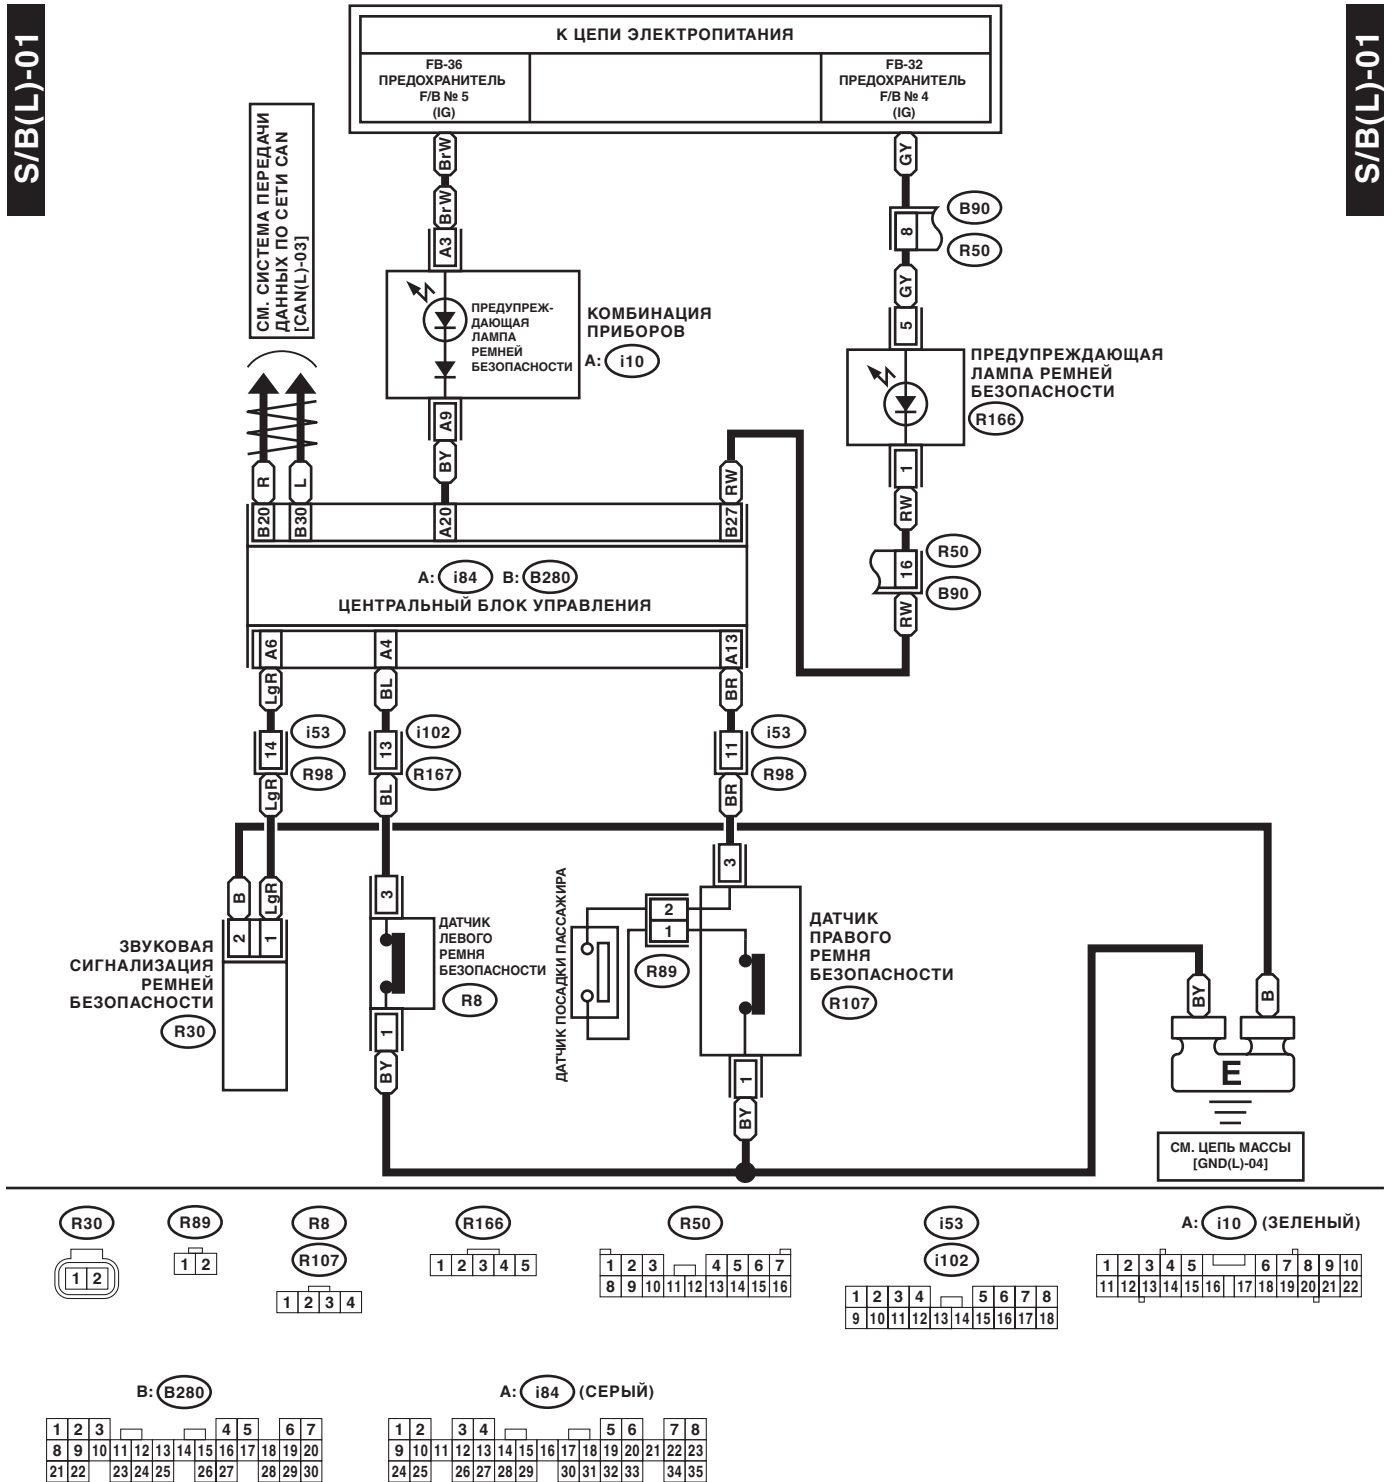 S/B(L)-01
S/B(L)-01
К ЦЕПИ ЭЛЕКТРОПИТАНИЯ
FB-36
ПРЕДОХРАНИТЕЛЬ
F/B № 5
(IG)
FB-32
ПРЕДОХРАНИТЕЛЬ
F/B № 4
(IG)
СМ. СИСТЕМА ПЕРЕДАЧИ
ДАННЫХ ПО СЕТИ CAN
[CAN(L)-03]
BrW
BrW
A3
GY
8
B90
R50
GY
5
ПРЕДУПРЕЖ-
ДАЮЩАЯ
ЛАМПА
РЕМНЕЙ
БЕЗОПАСНОСТИ
КОМБИНАЦИЯ
ПРИБОРОВ
A: i10
ПРЕДУПРЕЖДАЮЩАЯ
ЛАМПА РЕМНЕЙ
БЕЗОПАСНОСТИ
R166
A9
BY
R
L
RW
1
RW
B20
B30
A20
B27
16
R50
B90
RW
A: i84 B: B280
ЦЕНТРАЛЬНЫЙ БЛОК УПРАВЛЕНИЯ
A6
A4
A13
LgR
BL
BR
14
i53
R98
13
i102
R167
11
i53
R98
LgR
BL
BR
B
LgR
2
1
3
3
ЗВУКОВАЯ
СИГНАЛИЗАЦИЯ
РЕМНЕЙ
БЕЗОПАСНОСТИ
R30
ДАТЧИК
ЛЕВОГО
РЕМНЯ
БЕЗОПАСНОСТИ
R8
1
BY
ДАТЧИК ПОСАДКИ ПАССАЖИРА
2
1
R89
ДАТЧИК
ПРАВОГО
РЕМНЯ
БЕЗОПАСНОСТИ
R107
1
BY
BY
B
E
СМ. ЦЕПЬ МАССЫ
[GND(L)-04]
R30
1 2
R89
1 2
R8
R107
1 2 3 4
R166
1 2 3 4 5
R50
1 2 3 4 5 6 7
8 9 10 11 12 13 14 15 16
i53
i102
1 2 3 4 5 6 7 8
9 10 11 12 13 14 15 16 17 18
A: i10 (ЗЕЛЕНЫЙ)
1 2 3 4 5 6 7 8 9 10
11 12 13 14 15 16 17 18 19 20 21 22
B: B280
1 2 3 4 5 6 7
8 9 10 11 12 13 14 15 16 17 18 19 20
21 22 23 24 25 26 27 28 29 30
A: i84 (СЕРЫЙ)
1 2 3 4 5 6 7 8
9 10 11 12 13 14 15 16 17 18 19 20 21 22 23
24 25 26 27 28 29 30 31 32 33 34 35